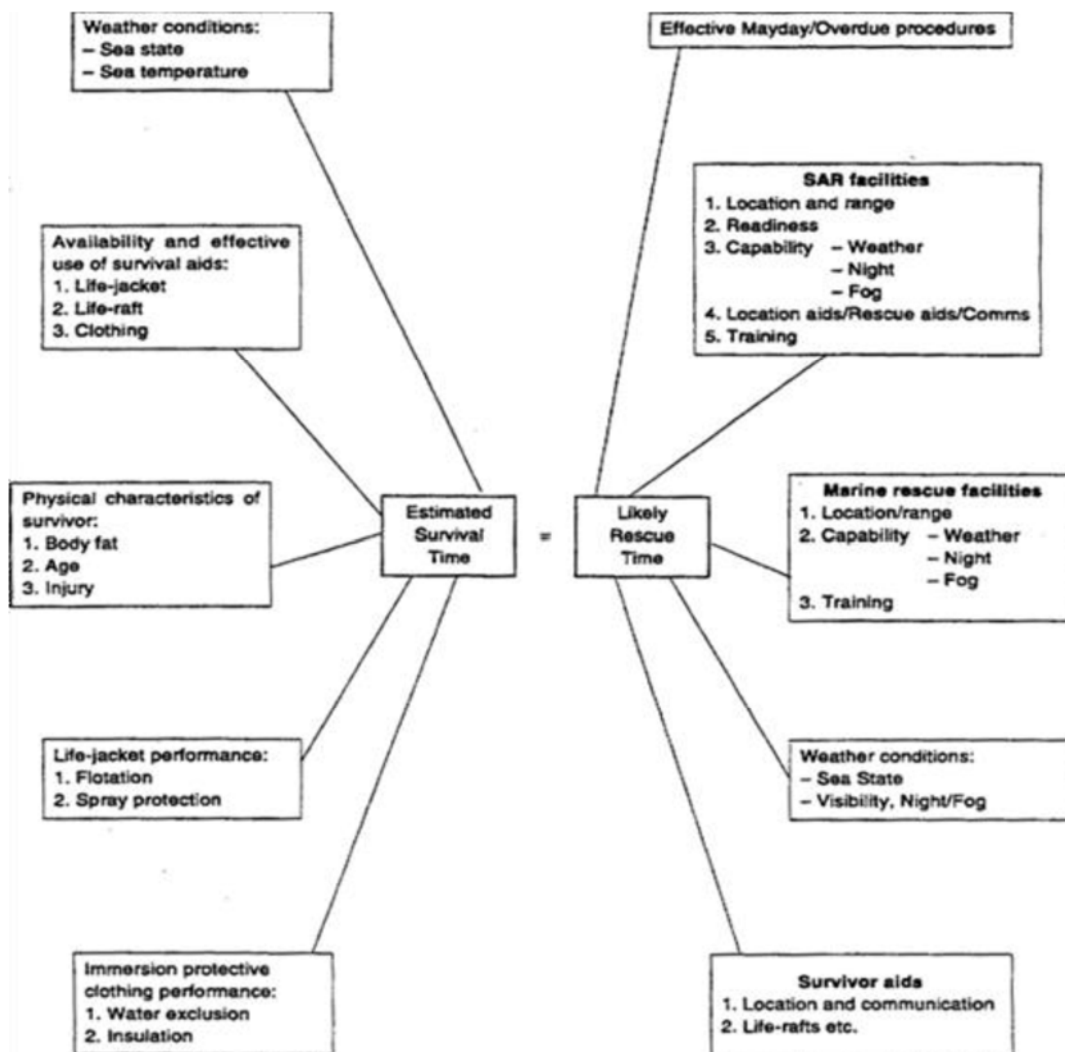 Weather conditions:
– Sea state
– Sea temperature
Availability and effective
use of survival aids:
1. Life-jacket
2. Life-raft
3. Clothing
Physical characteristics of
survivor:
1. Body fat
2. Age
3. Injury
Life-jacket performance:
1. Flotation
2. Spray protection
Immersion protective
clothing performance:
1. Water exclusion
2. Insulation
Estimated
Survival
Time
=
Likely
Rescue
Time
Effective Mayday/Overdue procedures
SAR facilities
1. Location and range
2. Readiness
3. Capability – Weather
– Night
– Fog
4. Location aids/Rescue aids/Comms
5. Training
Marine rescue facilities
1. Location/range
2. Capability – Weather
– Night
– Fog
3. Training
Weather conditions:
– Sea State
– Visibility, Night/Fog
Survivor aids
1. Location and communication
2. Life-rafts etc.